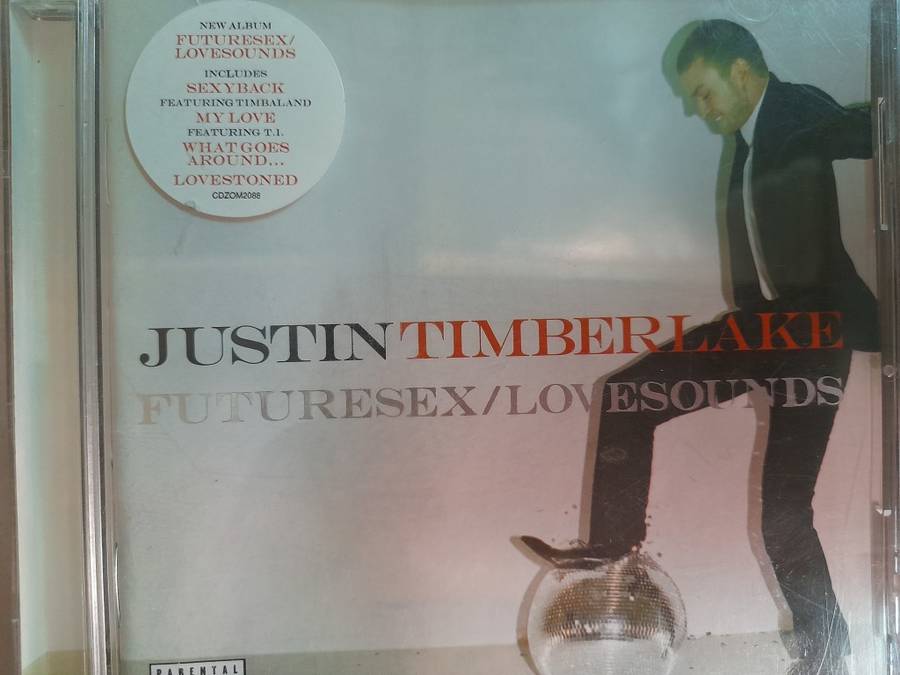 NEW ALBUM
FUTURESEX/
LOVESOUNDS
INCLUDES
SEXYBACK
FEATURING TIMBALAND
MY LOVE
FEATURING T.I.
WHAT GOES
AROUND...
LOVESTONED
CDZOM2088
JUSTIN TIMBERLAKE
FUTURESEX/LOVESOUNDS
PARENTAL